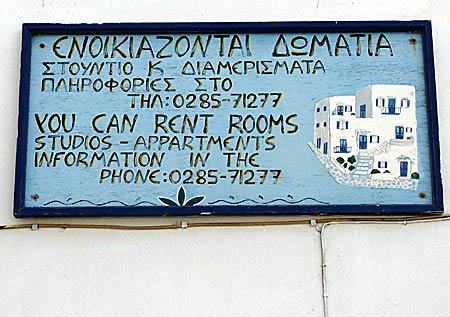 ΕΝΟΙΚΙΑΖΟΝΤΑΙ ΔΩΜΑΤΙΑ
ΣΤΟΥΝΤΙΟ Κ ΔΙΑΜΕΡΙΣΜΑΤΑ
ΠΛΗΡΟΦΟΡΙΕΣ ΣΤΟ
ΤΗΛ:0285-71277
YOU CAN RENT ROOMS
STUDIOS - APPARTMENTS
INFORMATION IN THE
PHONE:0285-71277